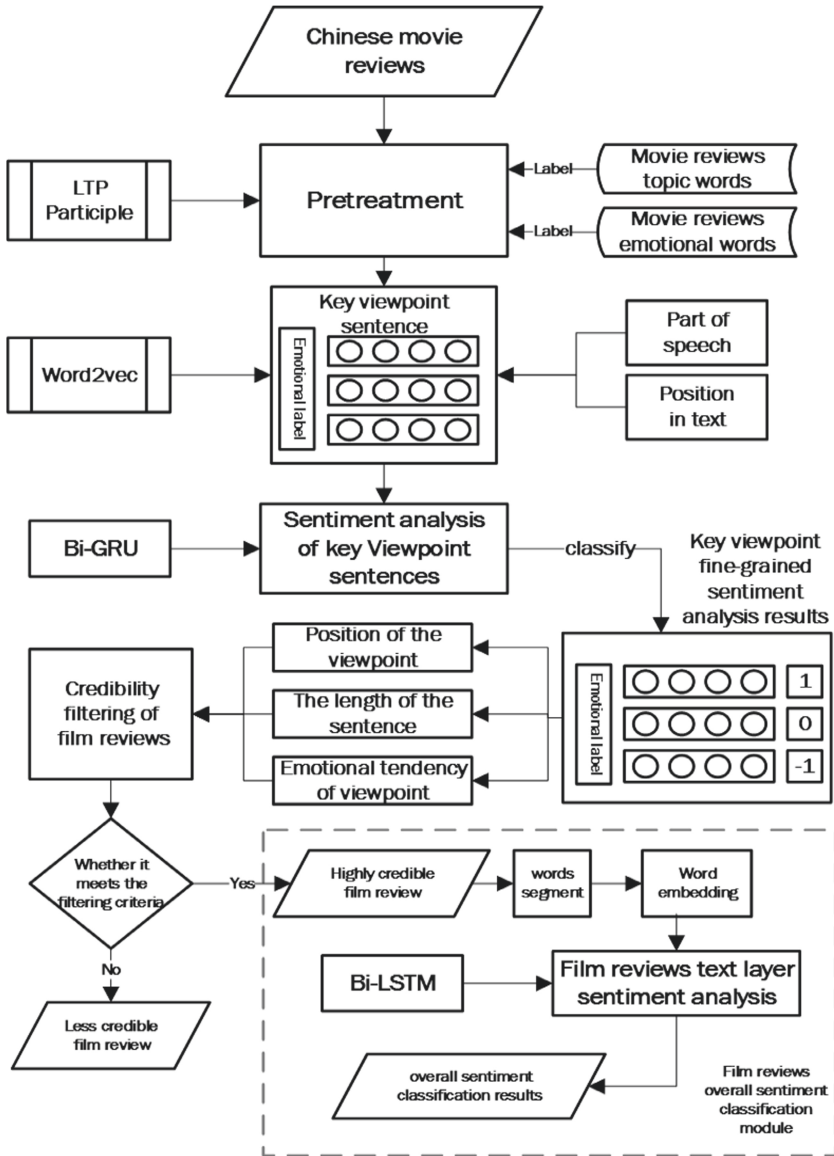 Chinese movie
reviews
LTP
Participle
Pretreatment
Label
Movie reviews
topic words
Label
Movie reviews
emotional words
Key viewpoint
sentence
Emotional label
Word2vec
Part of
speech
Position
in text
Bi-GRU
Sentiment analysis
of key Viewpoint
sentences
classify
Key viewpoint
fine-grained
sentiment
analysis results
Emotional label
1
0
-1
Position of the
viewpoint
The length of the
sentence
Emotional tendency
of viewpoint
Credibility
filtering of
film reviews
Whether it
meets the
filtering criteria
Yes
No
Less credible
film review
Highly credible
film review
words
segment
Word
embedding
Bi-LSTM
Film reviews text layer
sentiment analysis
overall sentiment
classification results
Film reviews
overall sentiment
classification
module